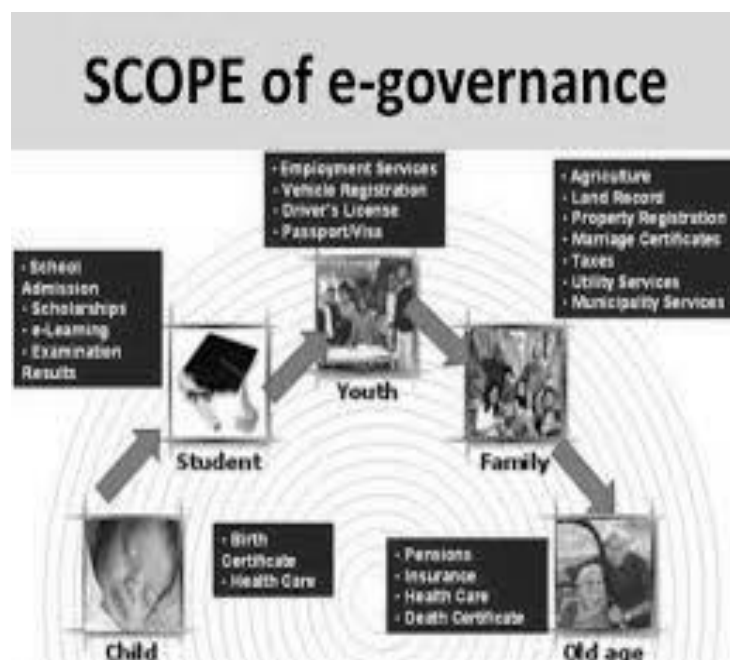 SCOPE of e-governance
- Employment Services
- Vehicle Registration
- Driver's License
- Passport/Visa
- Agriculture
- Land Record
- Property Registration
- Marriage Certificates
- Taxes
- Utility Services
- Municipality Services
- School
Admission
- Scholarships
- e-Learning
- Examination
Results
Youth
Student
Family
- Birth
Certificate
- Health Care
- Pensions
- Insurance
- Health Care
- Death Certificate
Child
Old age